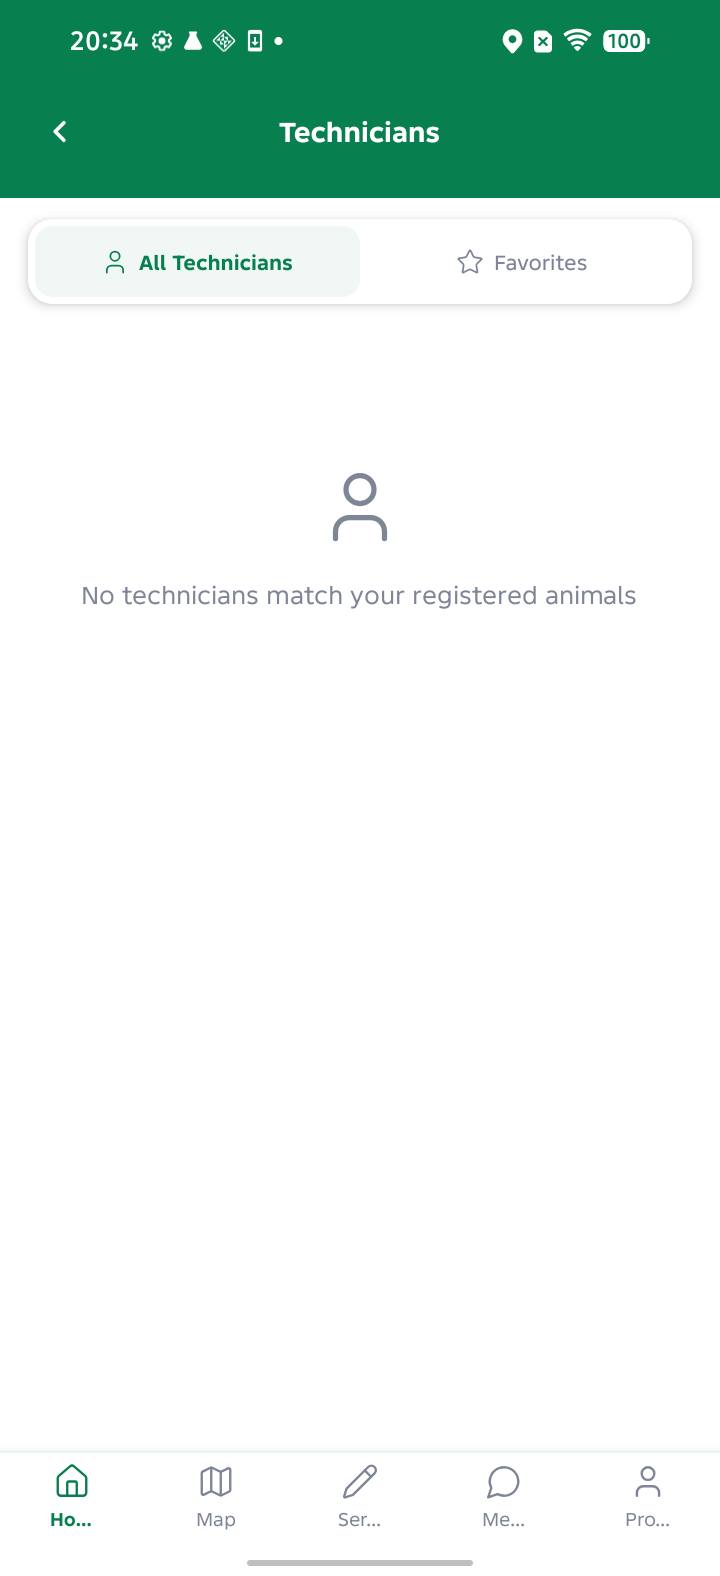 20:34
100
Technicians
All Technicians
Favorites
No technicians match your registered animals
Ho...
Map
Ser...
Me...
Pro...